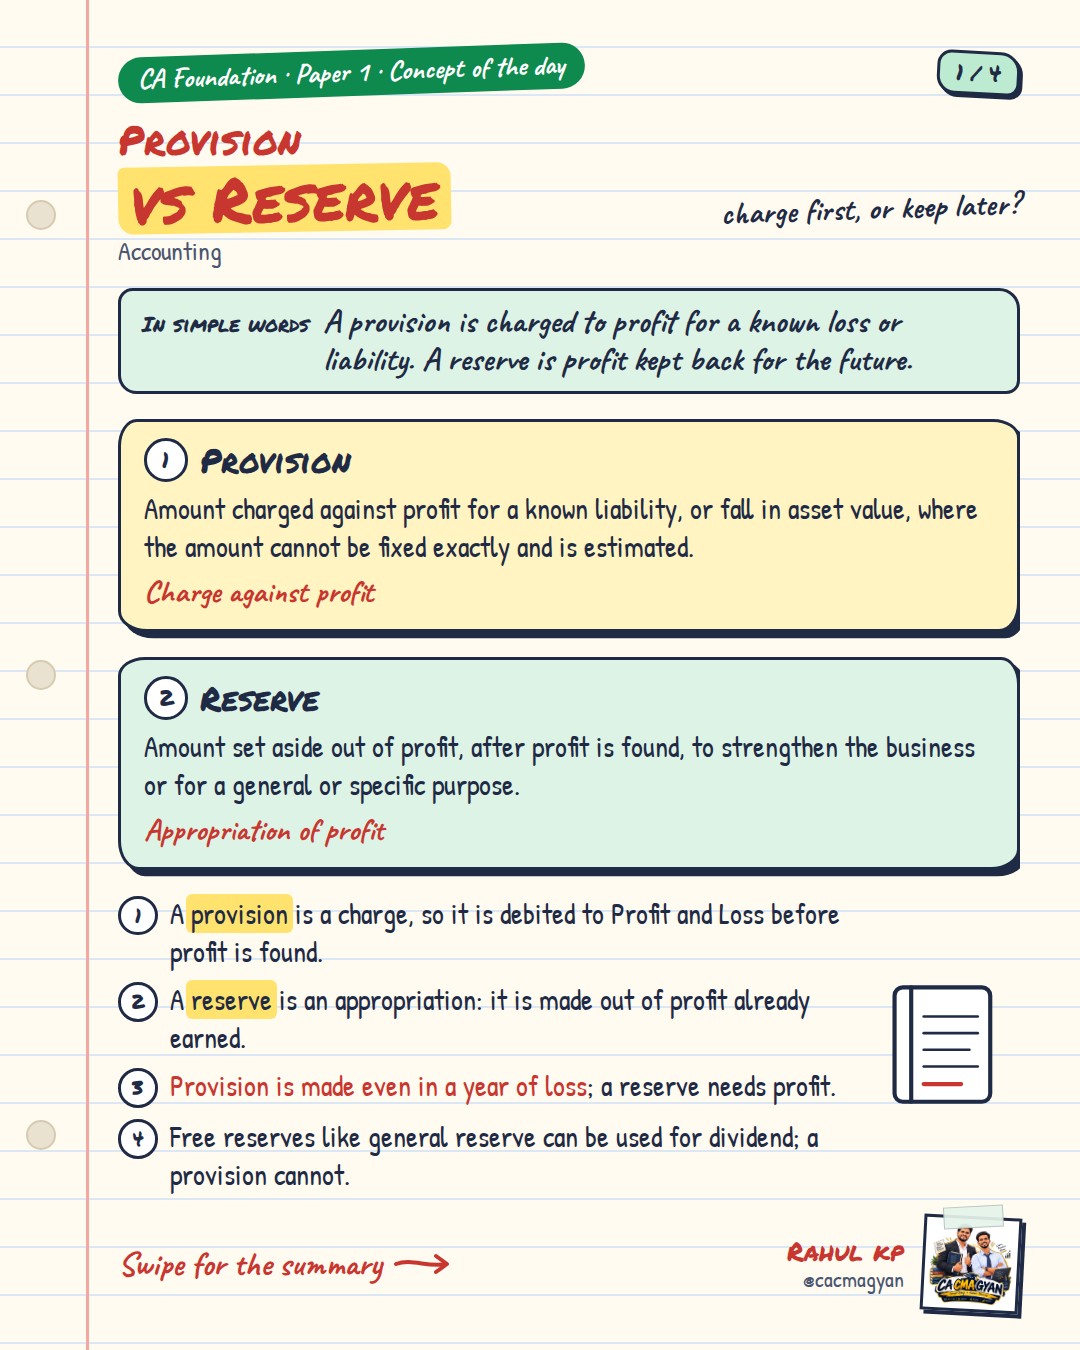 CA Foundation · Paper 1 · Concept of the day
1 / 4
Provision
vs Reserve
charge first, or keep later?
Accounting
In simple words A provision is charged to profit for a known loss or
liability. A reserve is profit kept back for the future.
1 Provision
Amount charged against profit for a known liability, or fall in asset value, where
the amount cannot be fixed exactly and is estimated.
Charge against profit
2 Reserve
Amount set aside out of profit, after profit is found, to strengthen the business
or for a general or specific purpose.
Appropriation of profit
1 A provision is a charge, so it is debited to Profit and Loss before
profit is found.
2 A reserve is an appropriation: it is made out of profit already
earned.
3 Provision is made even in a year of loss; a reserve needs profit.
4 Free reserves like general reserve can be used for dividend; a
provision cannot.
Swipe for the summary →
Rahul KP
@cacmagyan
CA CMA GYAN